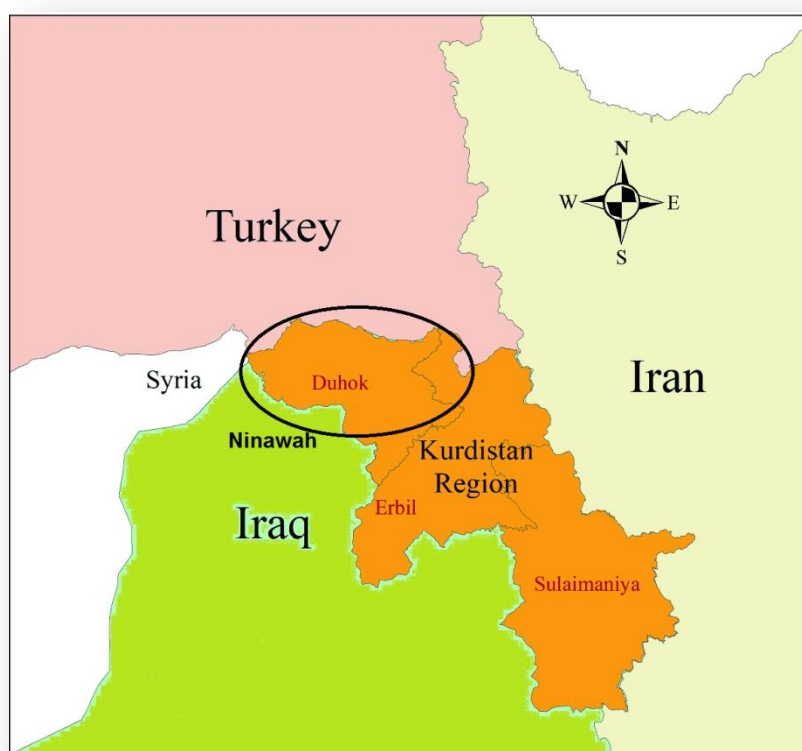 N
W E
S
Turkey
Syria
Duhok
Iran
Ninawah
Kurdistan
Region
Erbil
Iraq
Sulaimaniya